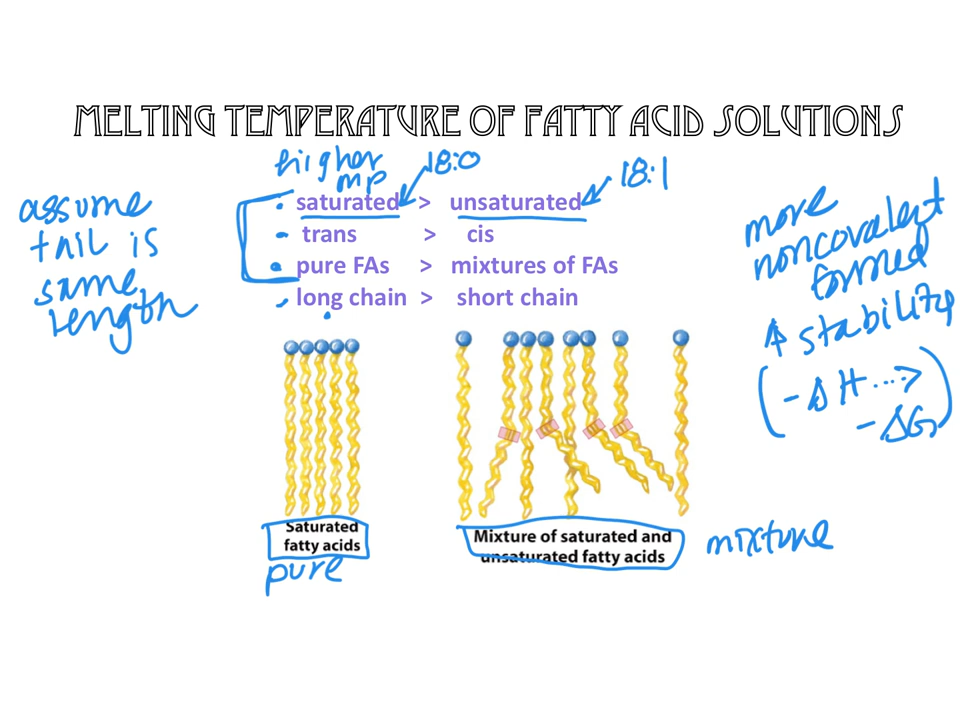 MELTING TEMPERATURE OF FATTY ACID SOLUTIONS
higher
mp
18:0
18:1
assume
tail is
same
length
• saturated > unsaturated
- trans > cis
• pure FAs > mixtures of FAs
- long chain > short chain
more
noncovalent
formed
↑ stability
(-ΔH ...>
-ΔG)
Saturated
fatty acids
pure
Mixture of saturated and
unsaturated fatty acids
mixture